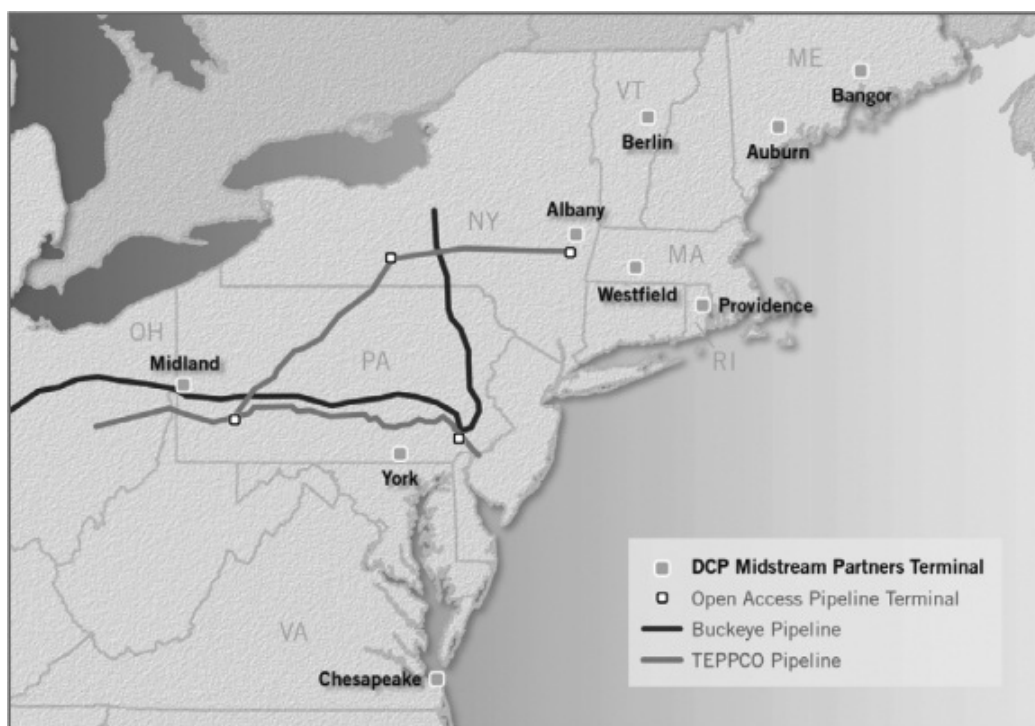 ME
Bangor
VT
Berlin
Auburn
Albany
NY
MA
Westfield
Providence
OH
Midland
PA
RI
York
DCP Midstream Partners Terminal
Open Access Pipeline Terminal
VA
Buckeye Pipeline
TEPPCO Pipeline
Chesapeake